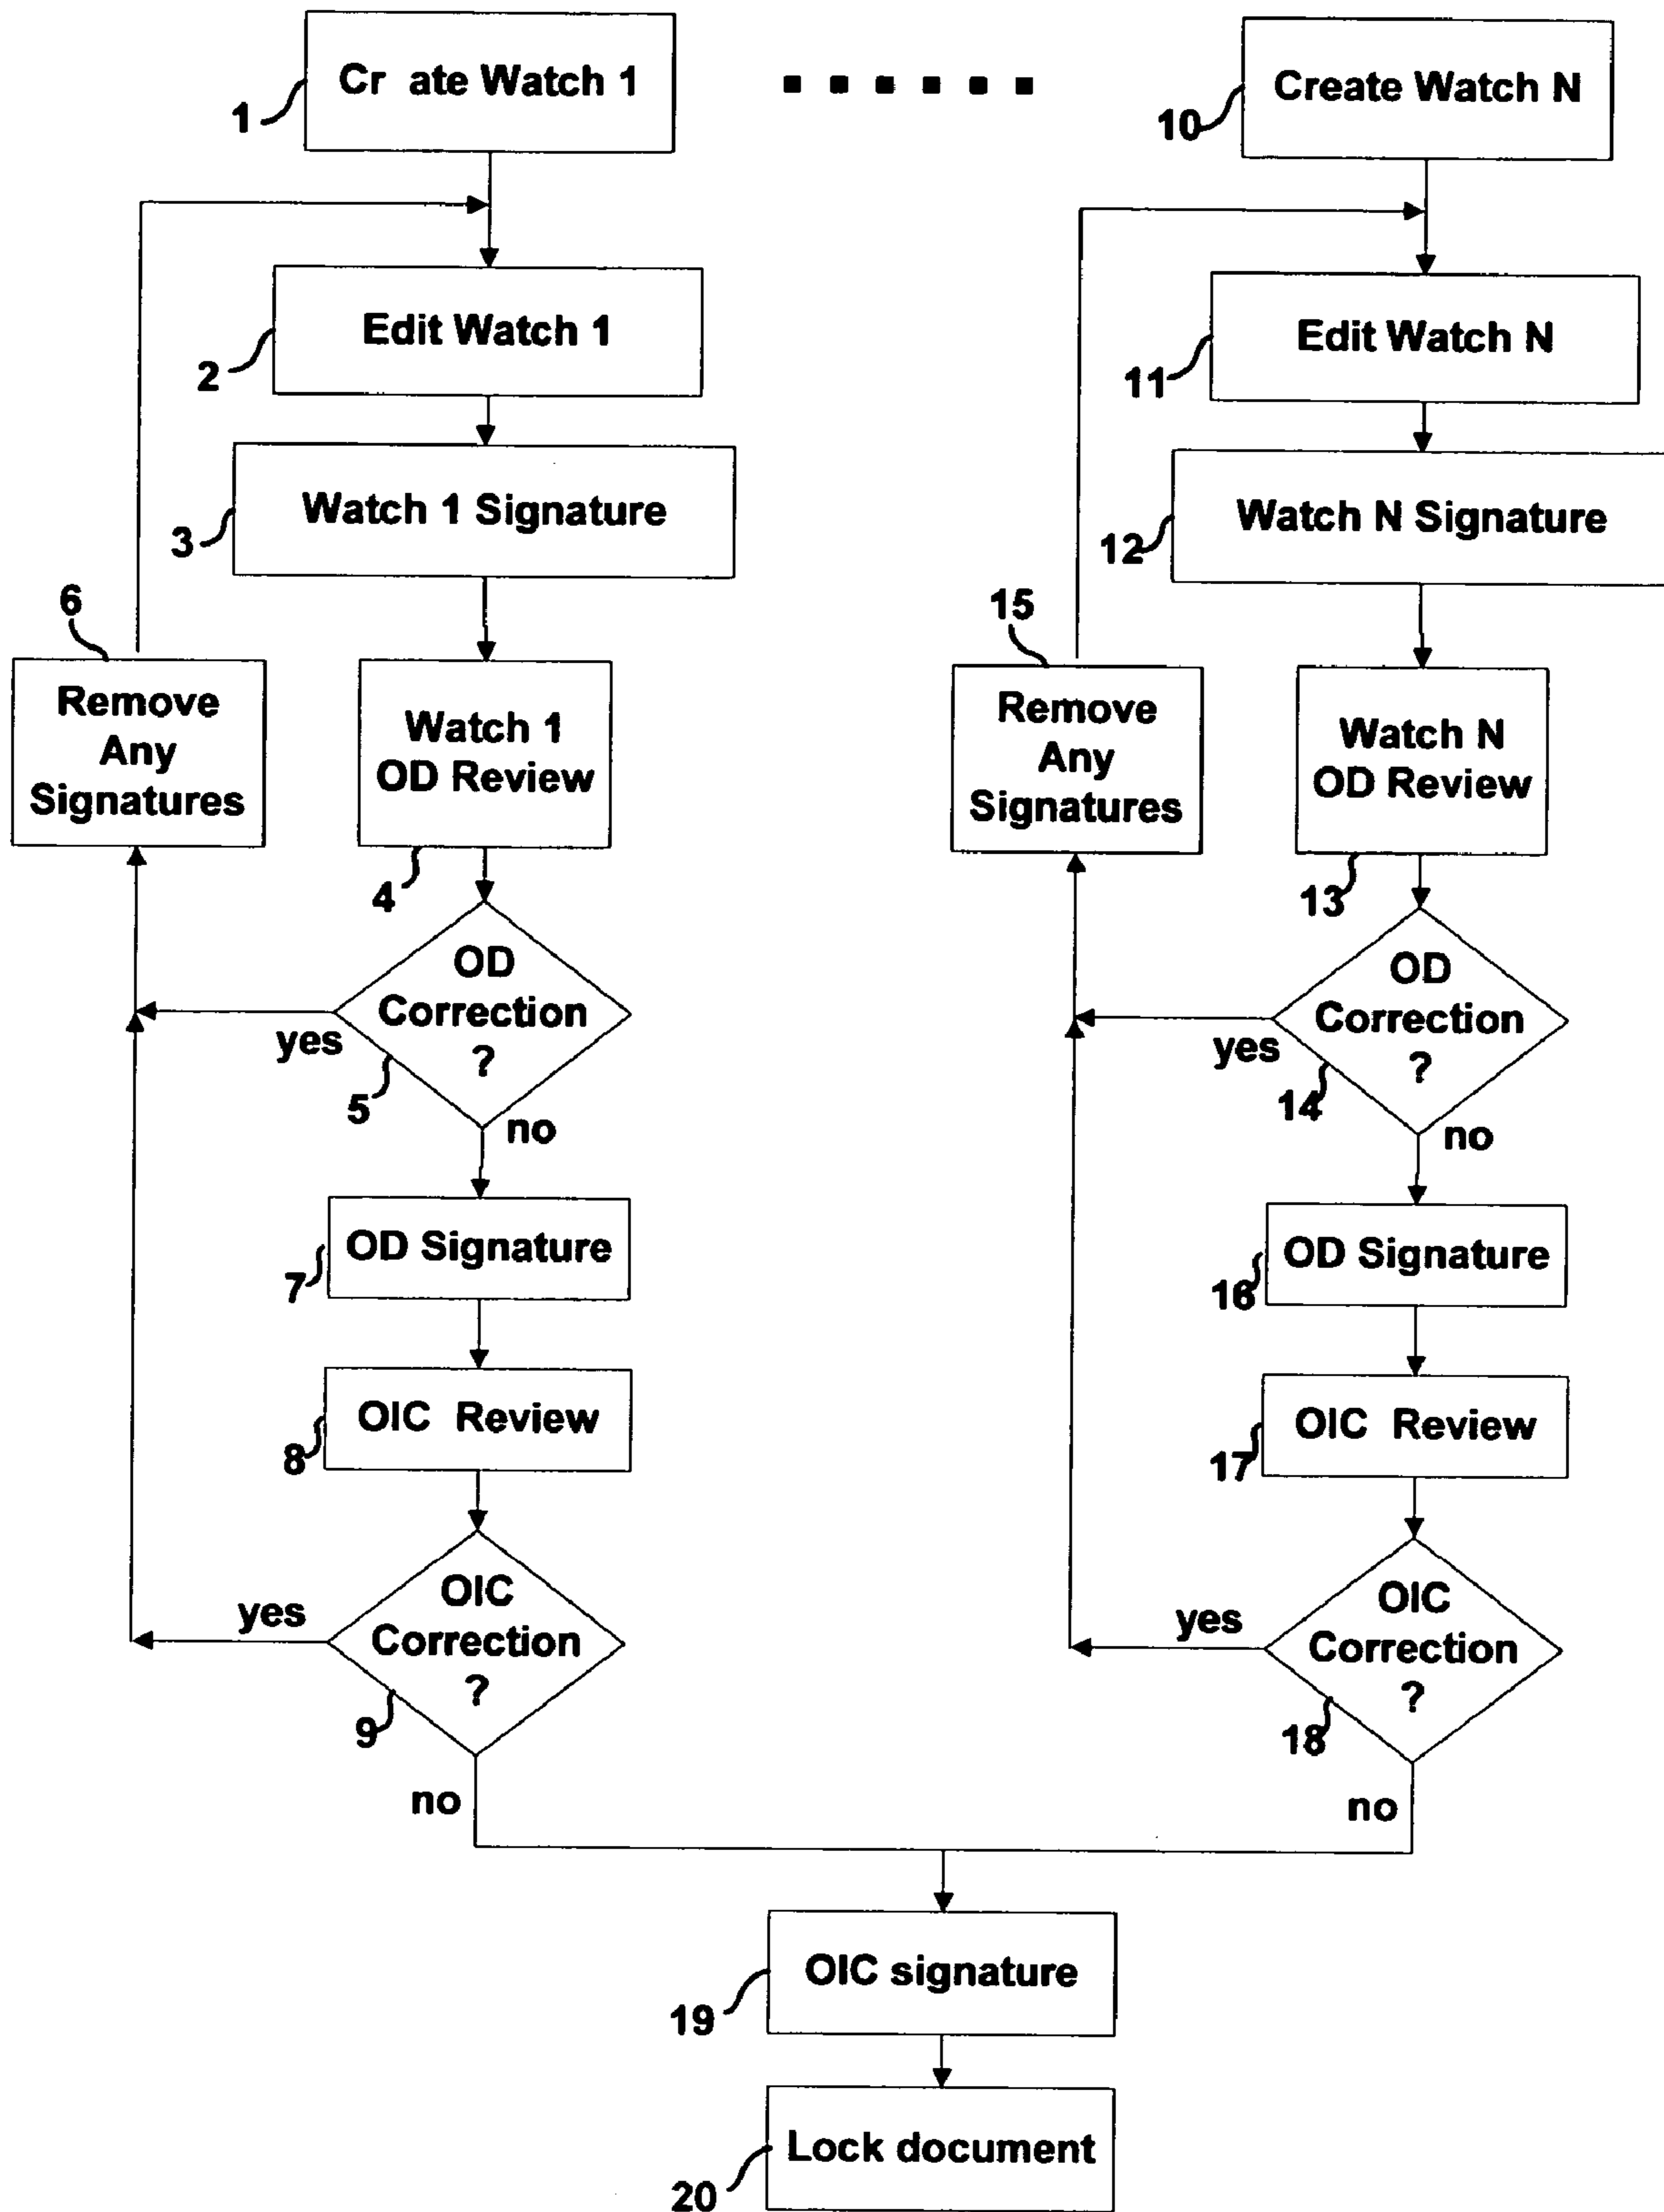 Cr ate Watch 1
1
Edit Watch 1
2
Watch 1 Signature
3
6
Remove
Any
Signatures
Watch 1
OD Review
4
OD
Correction
?
yes
5
no
OD Signature
7
OIC Review
8
OIC
Correction
?
yes
9
no
Create Watch N
10
Edit Watch N
11
Watch N Signature
12
15
Remove
Any
Signatures
Watch N
OD Review
13
OD
Correction
?
yes
14
no
OD Signature
16
OIC Review
17
OIC
Correction
?
yes
18
no
OIC signature
19
Lock document
20